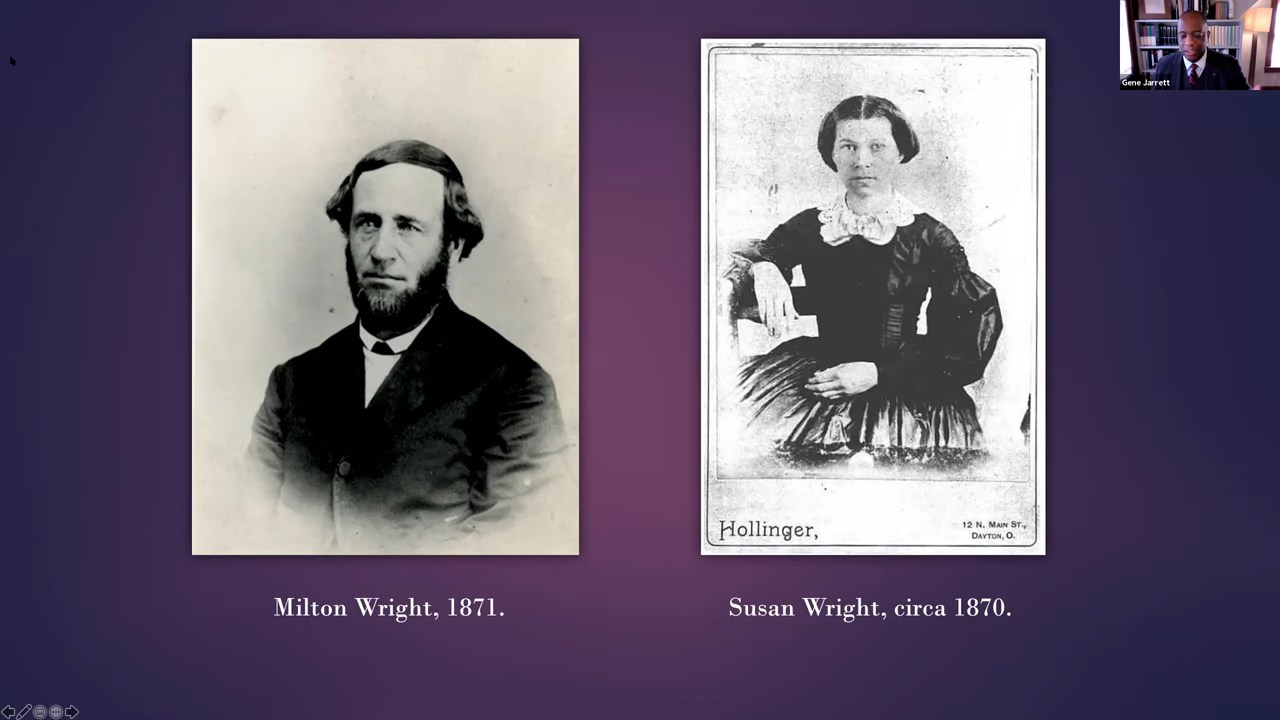 Gene Jarrett
Hollinger,
12 N. Main St.,
Dayton, O.
Milton Wright, 1871.
Susan Wright, circa 1870.